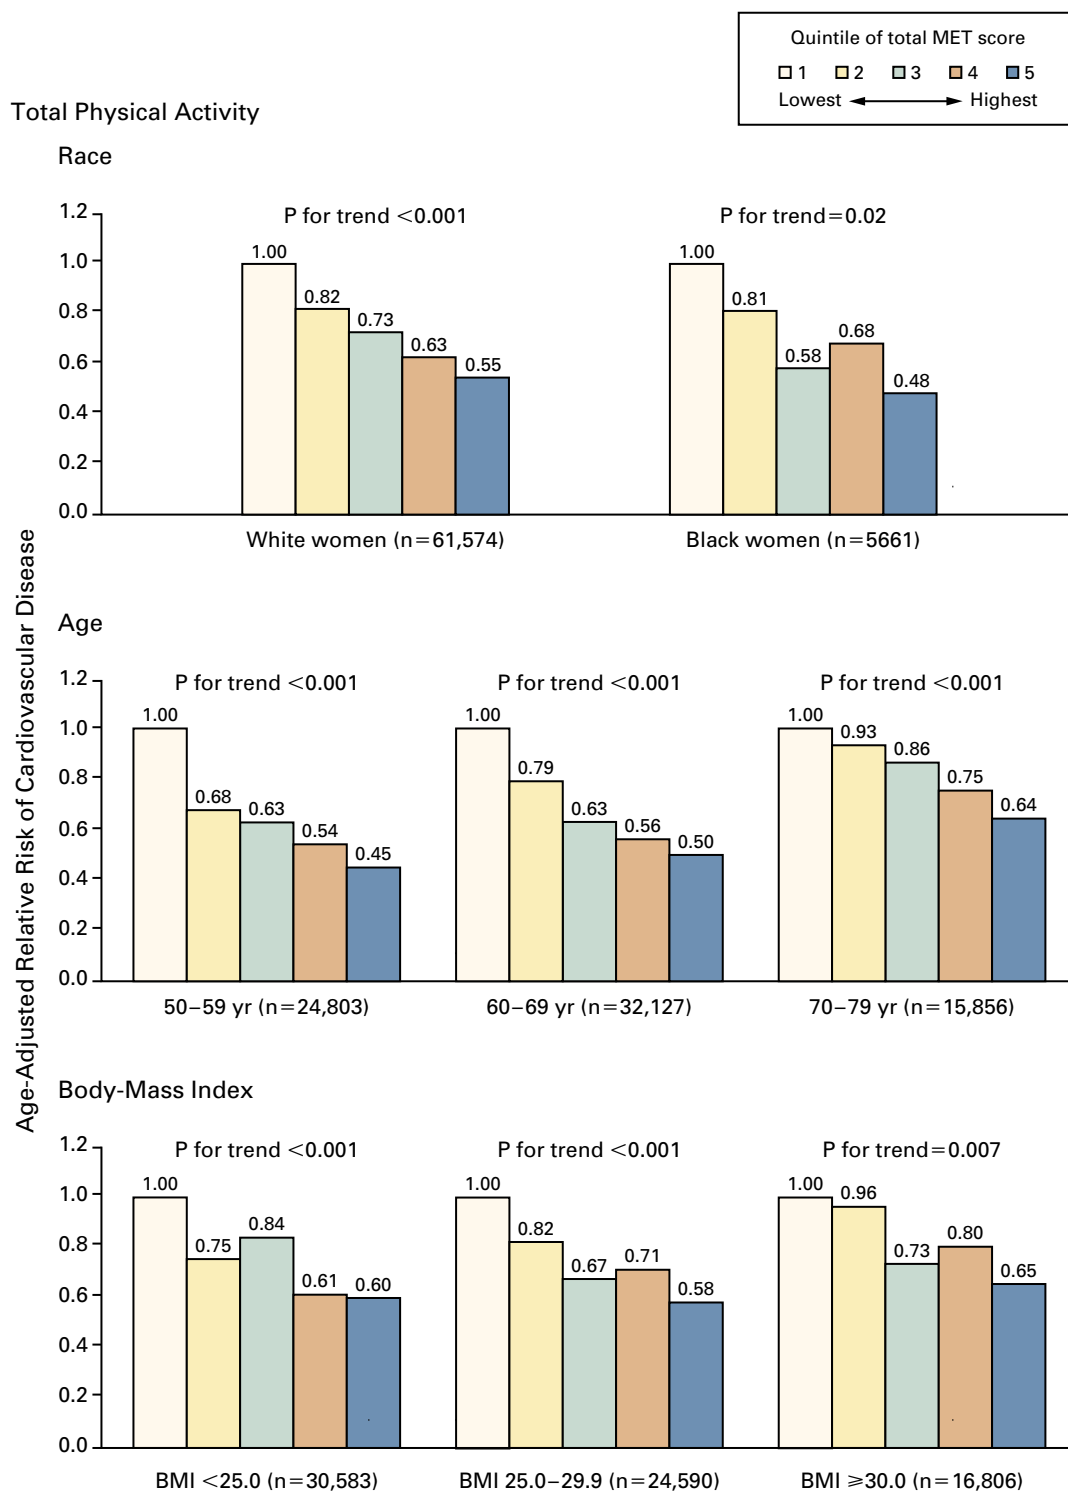 Quintile of total MET score
1 2 3 4 5
Lowest Highest
Total Physical Activity
Race
1.2
1.0
0.8
0.6
0.4
0.2
0.0
P for trend <0.001
1.00
0.82
0.73
0.63
0.55
White women (n=61,574)
P for trend=0.02
1.00
0.81
0.58
0.68
0.48
Black women (n=5661)
Age-Adjusted Relative Risk of Cardiovascular Disease
Age
1.2
1.0
0.8
0.6
0.4
0.2
0.0
P for trend <0.001
1.00
0.68
0.63
0.54
0.45
50–59 yr (n=24,803)
P for trend <0.001
1.00
0.79
0.63
0.56
0.50
60–69 yr (n=32,127)
P for trend <0.001
1.00
0.93
0.86
0.75
0.64
70–79 yr (n=15,856)
Body-Mass Index
1.2
1.0
0.8
0.6
0.4
0.2
0.0
P for trend <0.001
1.00
0.75
0.84
0.61
0.60
BMI <25.0 (n=30,583)
P for trend <0.001
1.00
0.82
0.67
0.71
0.58
BMI 25.0–29.9 (n=24,590)
P for trend=0.007
1.00
0.96
0.73
0.80
0.65
BMI ⩾30.0 (n=16,806)